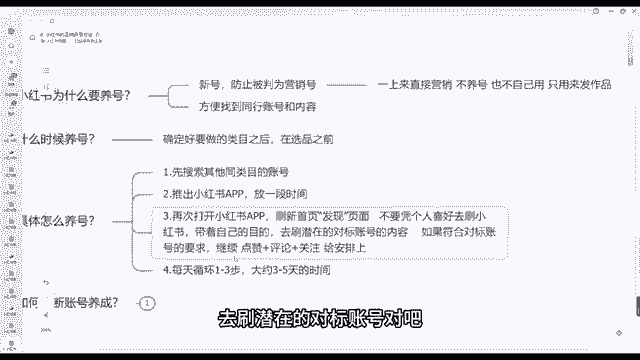 小红书为什么要养号?
新号,防止被判为营销号
一上来直接营销 不养号 也不自己用 只用来发作品
方便找到同行账号和内容
什么时候养号?
确定好要做的类目之后,在选品之前
1.先搜索其他同类目的账号
2.推出小红书APP,放一段时间
具体怎么养号?
3.再次打开小红书APP,刷新首页“发现”页面 不要凭个人喜好去刷小
红书,带着自己的目的,去刷潜在的对标账号的内容 如果符合对标账
号的要求,继续 点赞+评论+关注 给安排上
4.每天循环1-3步,大约3-5天的时间
断账号养成?
1
去刷潜在的对标账号对吧